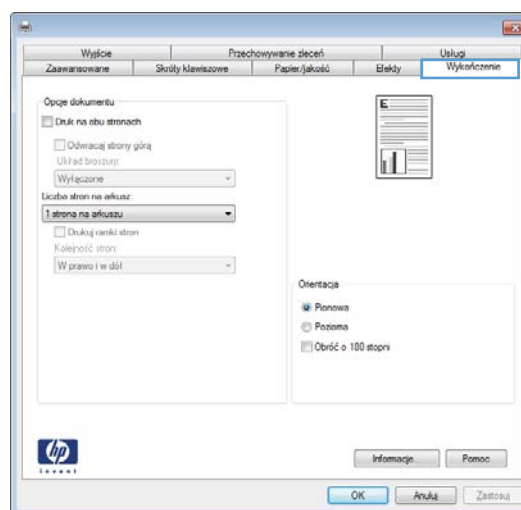 Wyjście Przechowywanie zleceń Usługi
Zaawansowane Skróty klawiszowe Papier/jakość Efekty Wykończenie
Opcje dokumentu
Druk na obu stronach
Odwracaj strony górą
Układ broszury:
Wyłączone
Liczba stron na arkusz:
1 strona na arkuszu
Drukuj ramki stron
Kolejność stron:
W prawo i w dół
E
Orientacja
Pionowa
Pozioma
Obróć o 180 stopni
hp
invent
Informacje... Pomoc
OK Anuluj Zastosuj